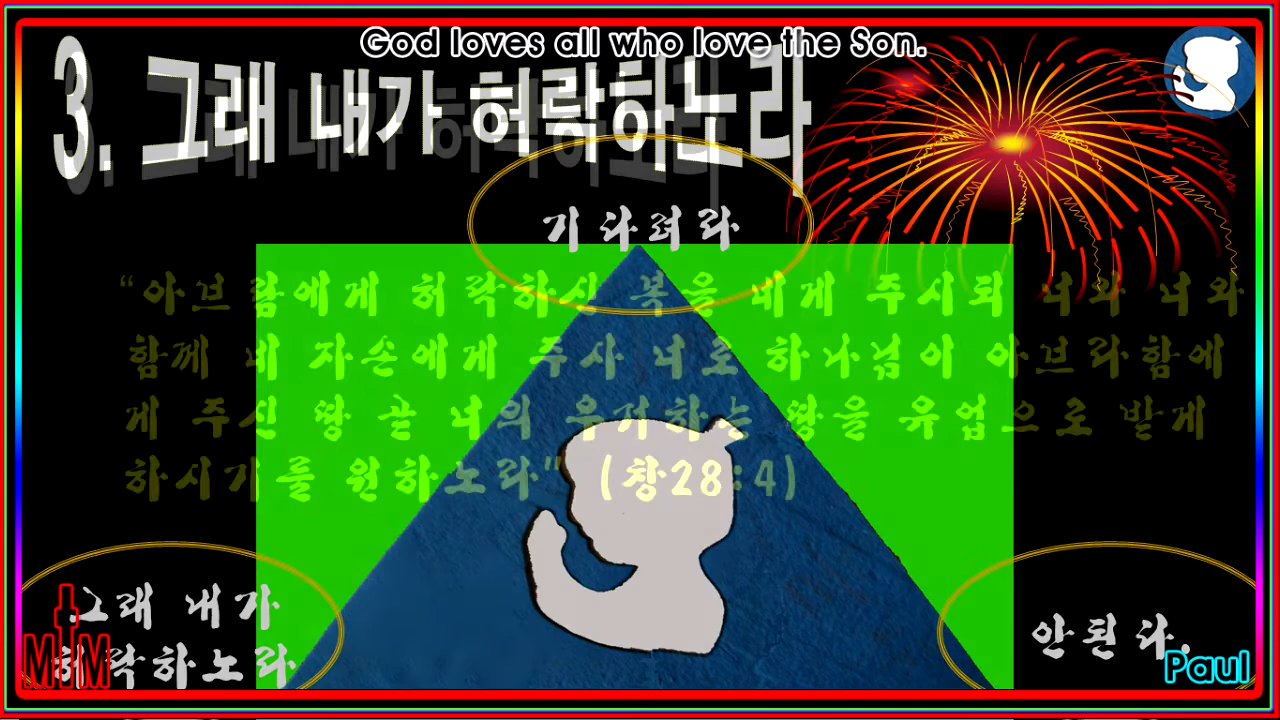 God loves all who love the Son.
3. 그래 내가 허락하노라
기다려라
“아브람에게 허락하신 복을 네게 주시되 너와 너와
함께 네 자손에게 주사 너로 하나님이 아브라함에
게 주신 땅 곧 너의 유거하는 땅을 유업으로 받게
하시기를 원하노라" (창28:4)
그래 내가
허락하노라
안된다.
MTM
Paul